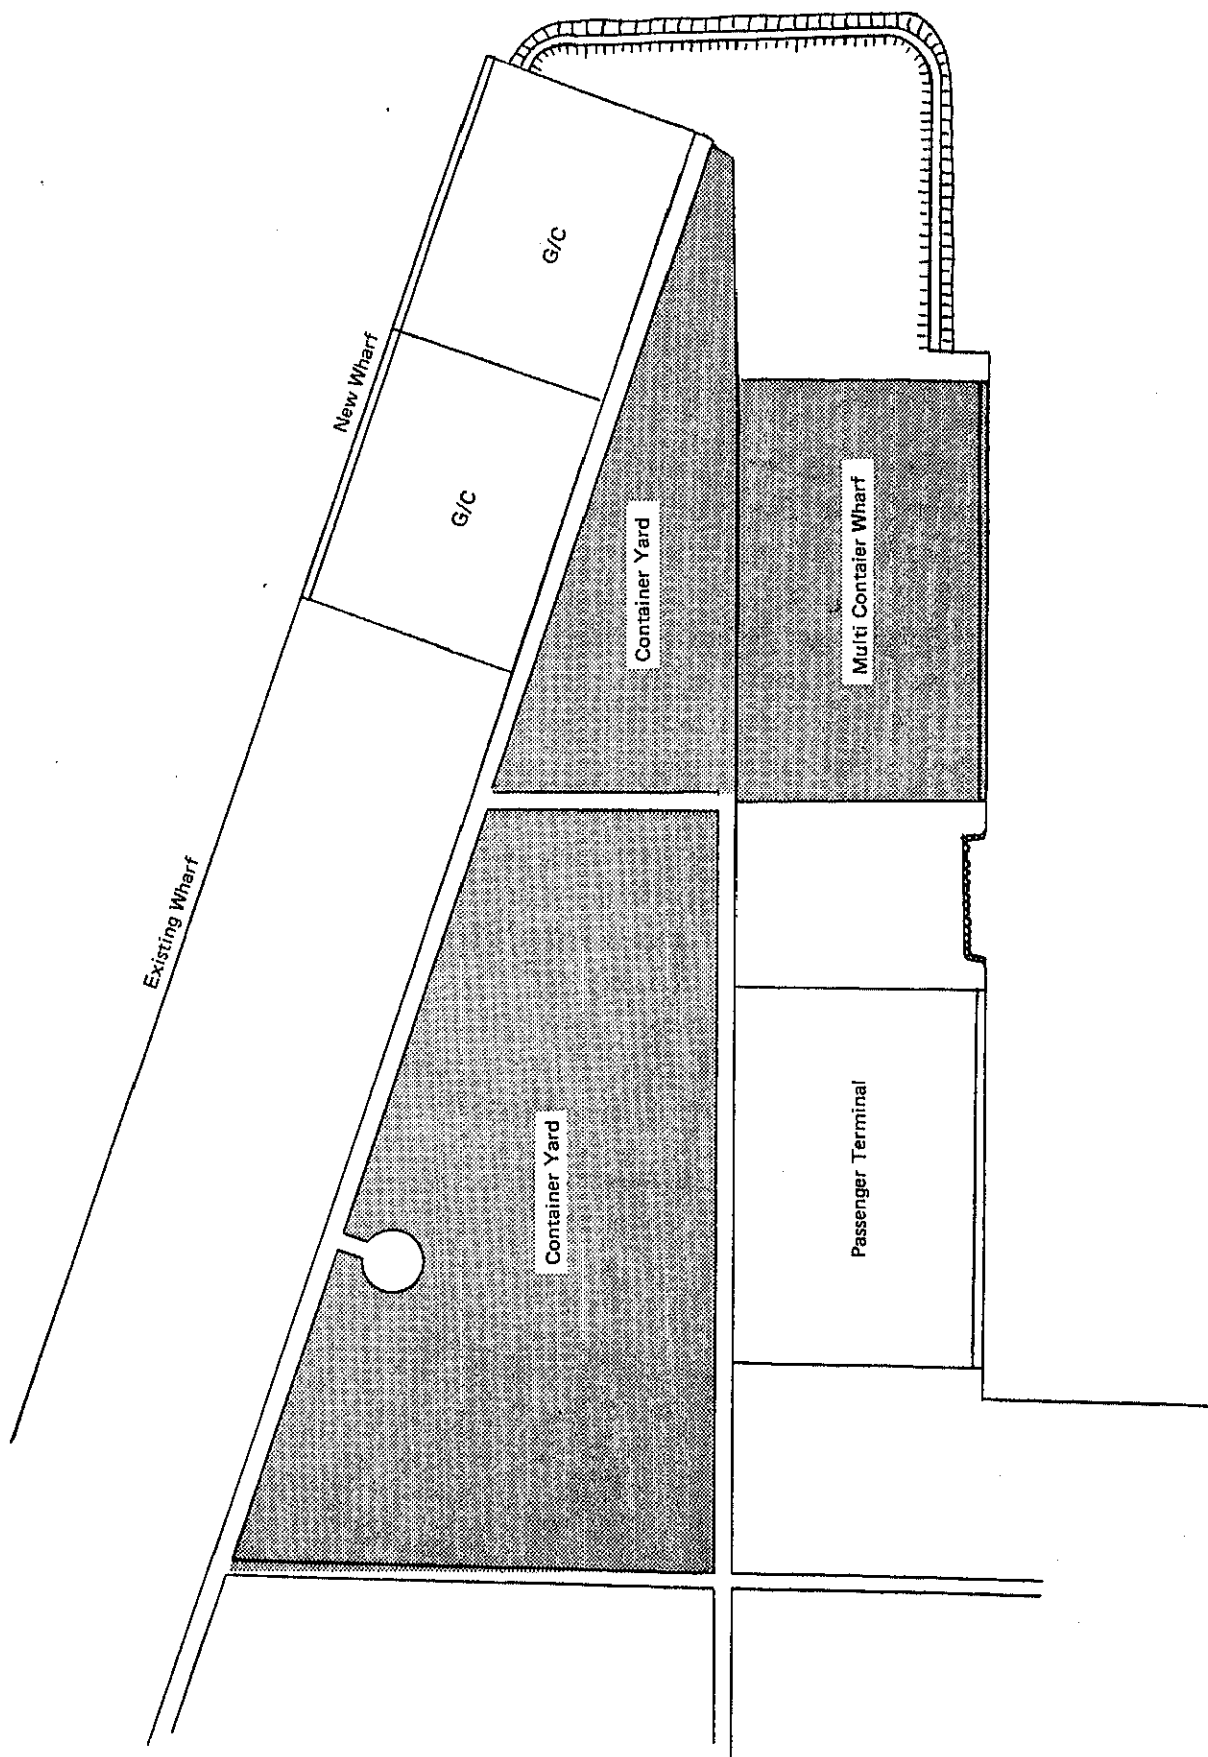 Existing Wharf
New Wharf
G/C
G/C
Container Yard
Container Yard
Multi Contaier Wharf
Passenger Terminal